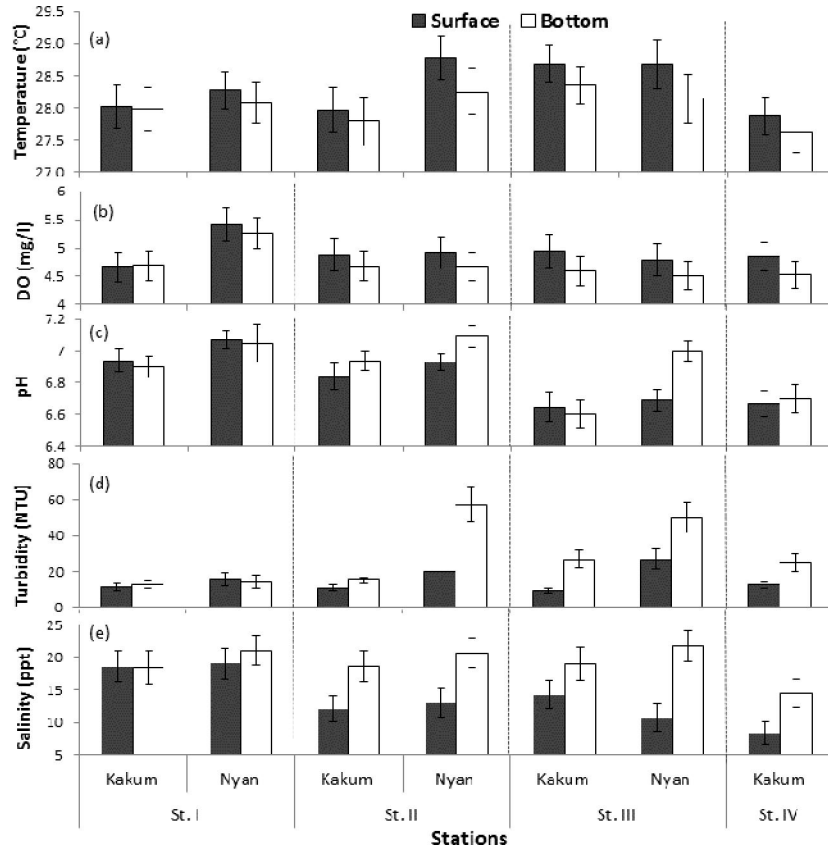 Surface Bottom
(a)
Temperature (°C)
29.5
29.0
28.5
28.0
27.5
27.0
(b)
DO (mg/l)
6
5.5
5
4.5
4
(c)
pH
7.2
7
6.8
6.6
6.4
(d)
Turbidity (NTU)
80
60
40
20
0
(e)
Salinity (ppt)
25
20
15
10
5
Kakum Nyan Kakum Nyan Kakum Nyan Kakum
St. I St. II St. III St. IV
Stations